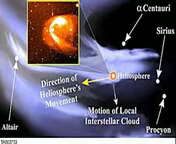 α Centauri
Sirius
Heliosphere
Direction of
Heliosphere's
Movement
Motion of Local
Interstellar Cloud
Altair
Procyon